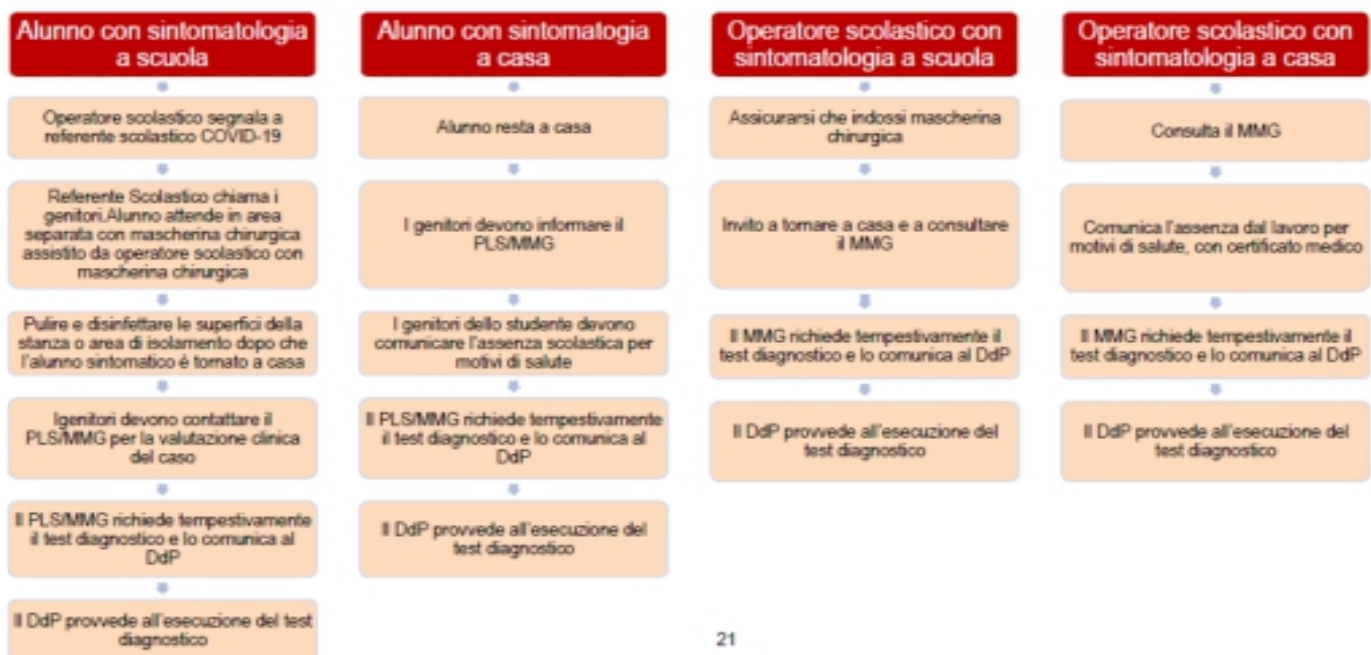 Alunno con sintomatologia
a scuola
Operatore scolastico segnala a
referente scolastico COVID-19
Referente Scolastico chiama i
genitori.Alunno attende in area
separata con mascherina chirurgica
assistito da operatore scolastico con
mascherina chirurgica
Pulire e disinfettare le superfici della
stanza o area di isolamento dopo che
l'alunno sintomatico è tornato a casa
Igenitori devono contattare il
PLS/MMG per la valutazione clinica
del caso
Il PLS/MMG richiede tempestivamente
il test diagnostico e lo comunica al
DdP
Il DdP provvede all'esecuzione del test
diagnostico
Alunno con sintomatogia
a casa
Alunno resta a casa
I genitori devono informare il
PLS/MMG
I genitori dello studente devono
comunicare l'assenza scolastica per
motivi di salute
Il PLS/MMG richiede tempestivamente
il test diagnostico e lo comunica al
DdP
Il DdP provvede all'esecuzione del
test diagnostico
Operatore scolastico con
sintomatologia a scuola
Assicurarsi che indossi mascherina
chirurgica
Invito a tornare a casa e a consultare
il MMG
Il MMG richiede tempestivamente il
test diagnostico e lo comunica al DdP
Il DdP provvede all'esecuzione del
test diagnostico
Operatore scolastico con
sintomatologia a casa
Consulta il MMG
Comunica l'assenza dal lavoro per
motivi di salute, con certificato medico
Il MMG richiede tempestivamente il
test diagnostico e lo comunica al DdP
Il DdP provvede all'esecuzione del
test diagnostico
21